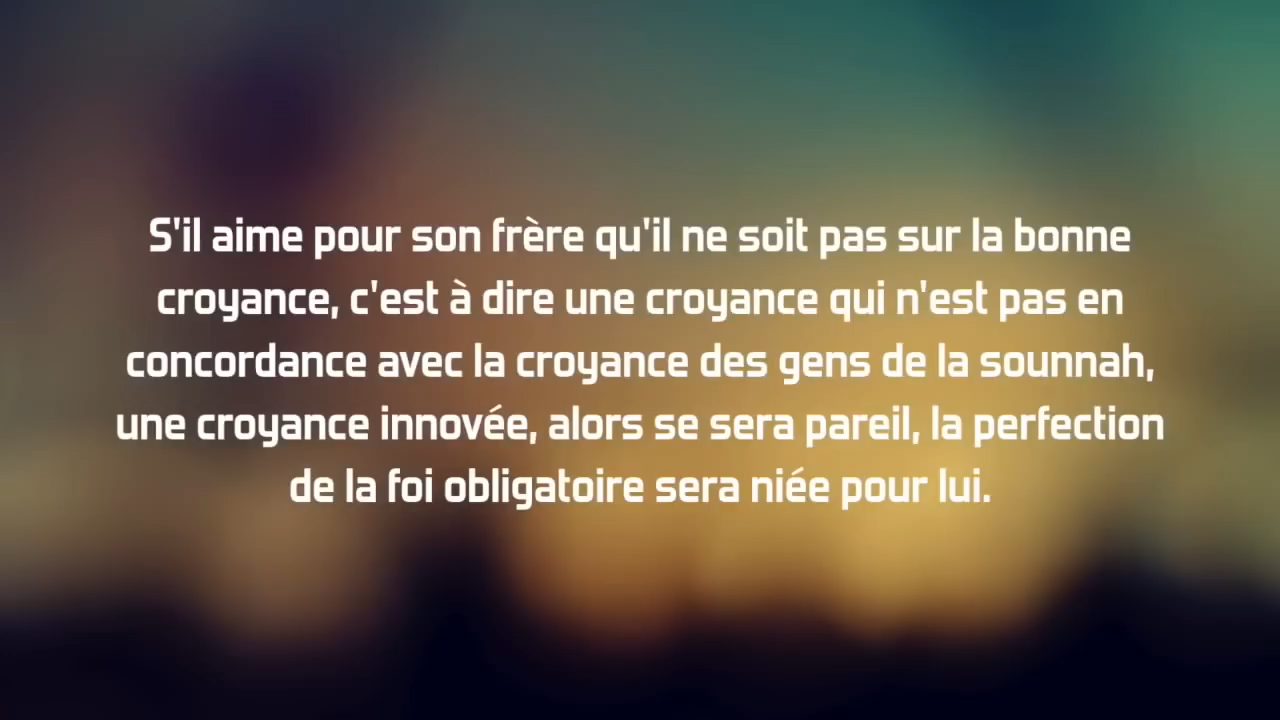 S'il aime pour son frère qu'il ne soit pas sur la bonne
croyance, c'est à dire une croyance qui n'est pas en
concordance avec la croyance des gens de la sounnah,
une croyance innovée, alors se sera pareil, la perfection
de la foi obligatoire sera niée pour lui.